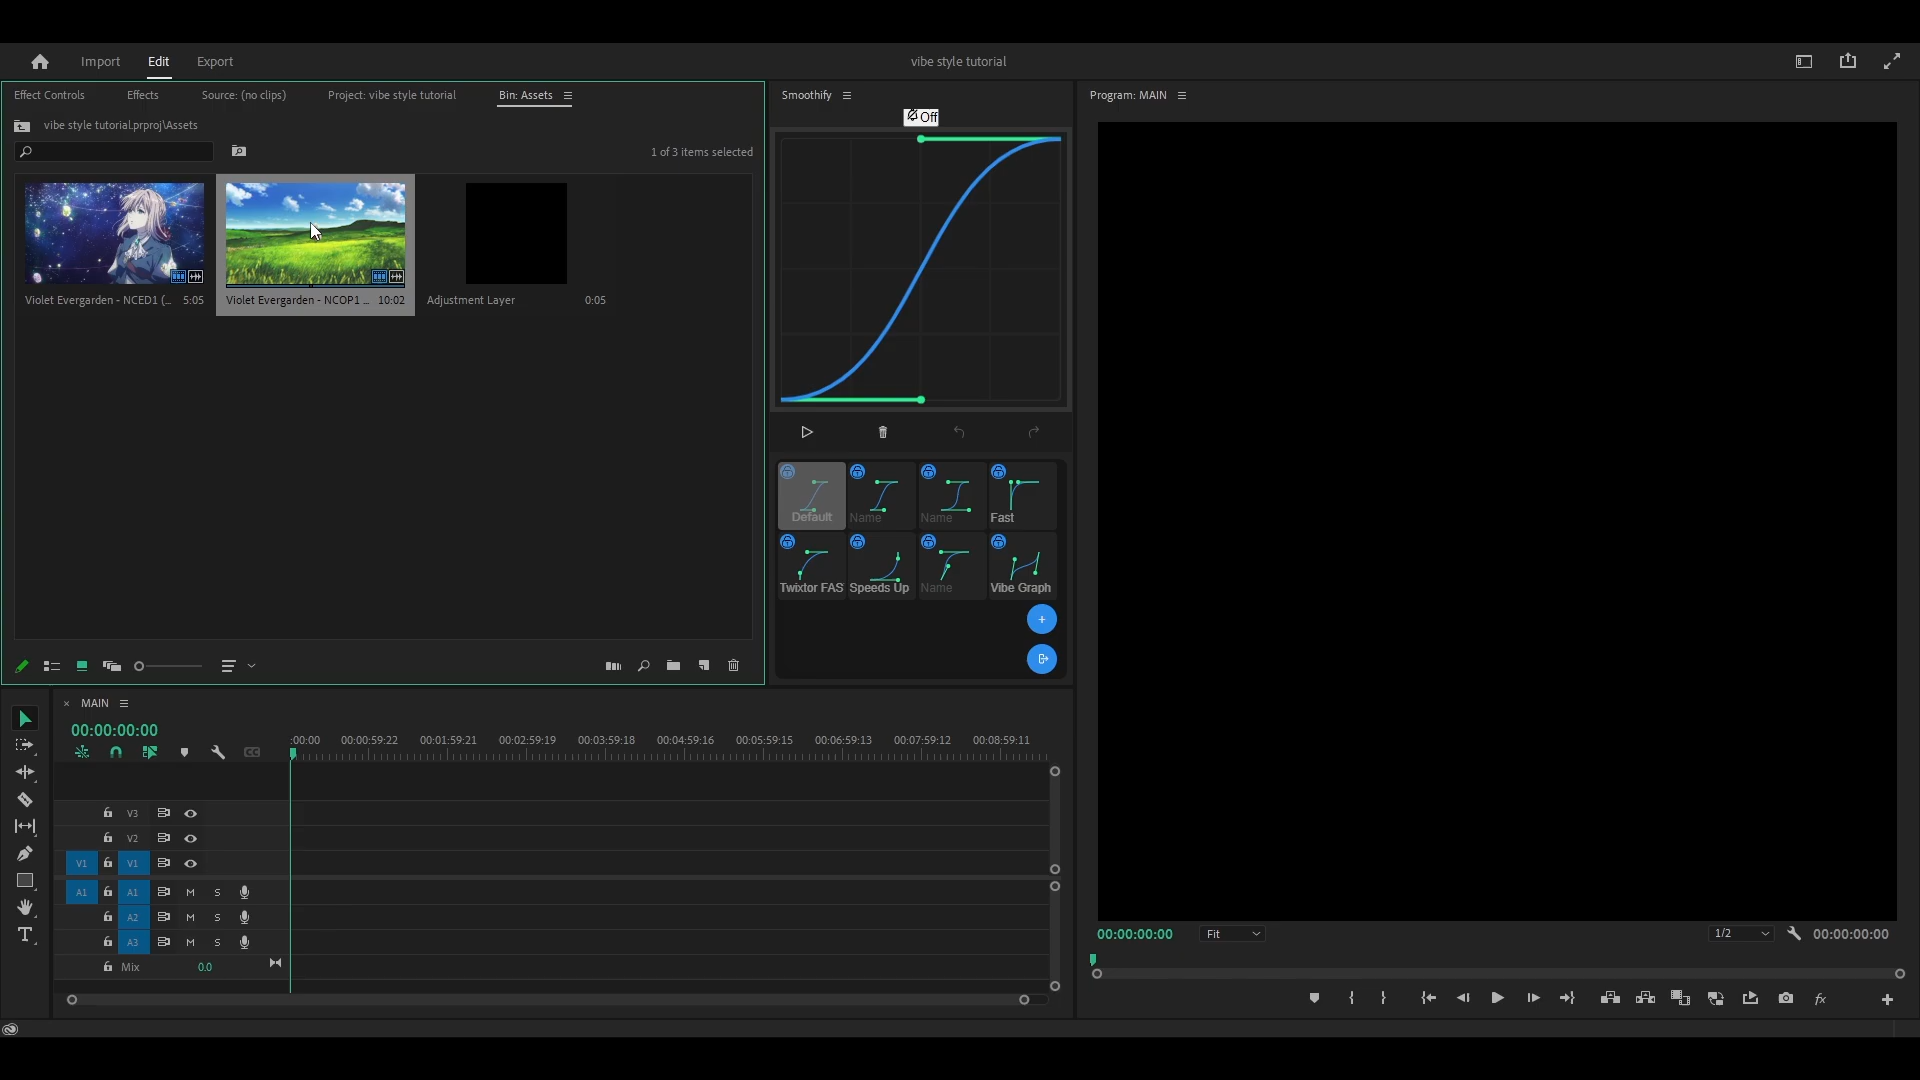 Import Edit Export vibe style tutorial
Effect Controls Effects Source: (no clips) Project: vibe style tutorial Bin: Assets
Smoothify
Program: MAIN
Off
vibe style tutorial.prproj\Assets
1 of 3 items selected
Violet Evergarden - NCED1 (... 5:05
Violet Evergarden - NCOP1 ... 10:02
Adjustment Layer 0:05
Default Name Name Fast
Twixtor FAS Speeds Up Name Vibe Graph
MAIN
00:00:00:00
:00:00 00:00:59:22 00:01:59:21 00:02:59:19 00:03:59:18 00:04:59:16 00:05:59:15 00:06:59:13 00:07:59:12 00:08:59:11
CC
V3
V2
V1 V1
A1 A1 M S
A2 M S
A3 M S
Mix 0.0
00:00:00:00 Fit 1/2 00:00:00:00
fx